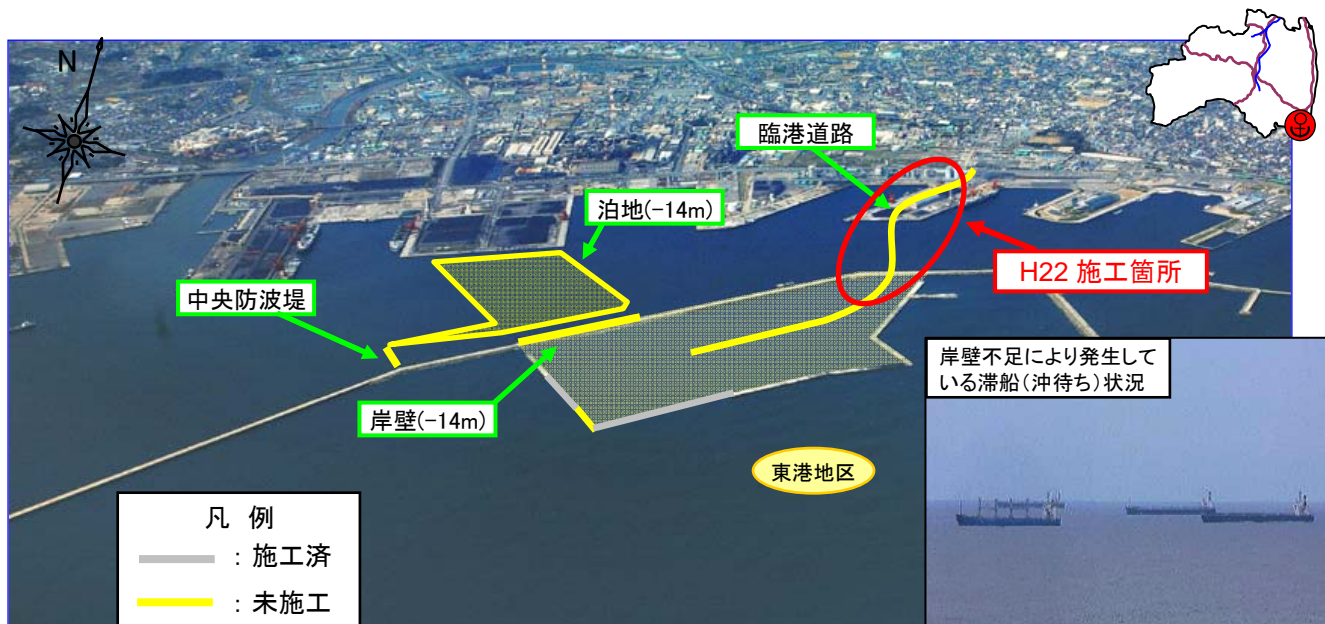 N
臨港道路
泊地(-14m)
H22 施工箇所
中央防波堤
岸壁不足により発生して
いる滞船(沖待ち)状況
岸壁(-14m)
東港地区
凡 例
: 施工済
: 未施工